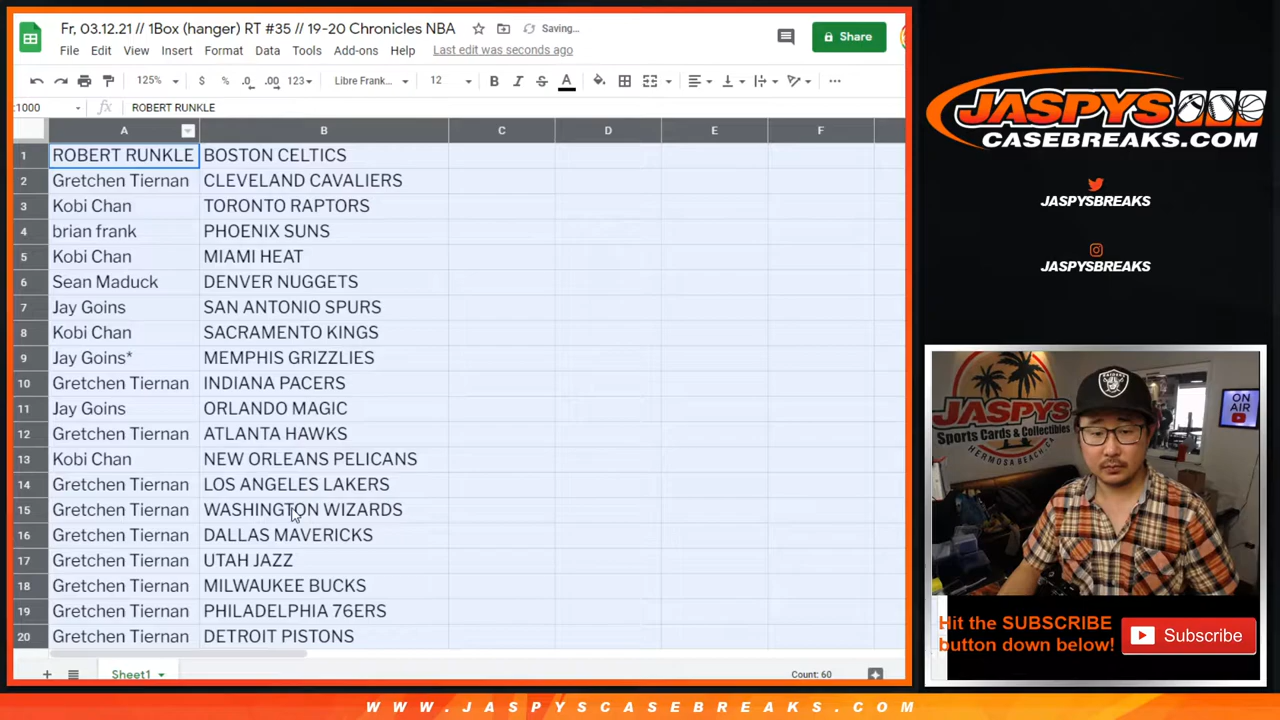 Fr, 03.12.21 // 1Box (hanger) RT #35 // 19-20 Chronicles NBA
Saving...
File Edit View Insert Format Data Tools Add-ons Help Last edit was seconds ago
Share
125% $ % .0 .00 123 Libre Frank... 12 B I S A
:1000 fx ROBERT RUNKLE
A B C D E F
1 ROBERT RUNKLE BOSTON CELTICS
2 Gretchen Tiernan CLEVELAND CAVALIERS
3 Kobi Chan TORONTO RAPTORS
4 brian frank PHOENIX SUNS
5 Kobi Chan MIAMI HEAT
6 Sean Maduck DENVER NUGGETS
7 Jay Goins SAN ANTONIO SPURS
8 Kobi Chan SACRAMENTO KINGS
9 Jay Goins* MEMPHIS GRIZZLIES
10 Gretchen Tiernan INDIANA PACERS
11 Jay Goins ORLANDO MAGIC
12 Gretchen Tiernan ATLANTA HAWKS
13 Kobi Chan NEW ORLEANS PELICANS
14 Gretchen Tiernan LOS ANGELES LAKERS
15 Gretchen Tiernan WASHINGTON WIZARDS
16 Gretchen Tiernan DALLAS MAVERICKS
17 Gretchen Tiernan UTAH JAZZ
18 Gretchen Tiernan MILWAUKEE BUCKS
19 Gretchen Tiernan PHILADELPHIA 76ERS
20 Gretchen Tiernan DETROIT PISTONS
Sheet1
Count: 60
JASPYS
CASEBREAKS.COM
JASPYSBREAKS
JASPYSBREAKS
JASPYS
Sports Cards & Collectibles
HERMOSA BEACH, CA
RAIDERS
ON AIR
Hit the SUBSCRIBE
button down below!
Subscribe
WWW.JASPYSCASEBREAKS.COM